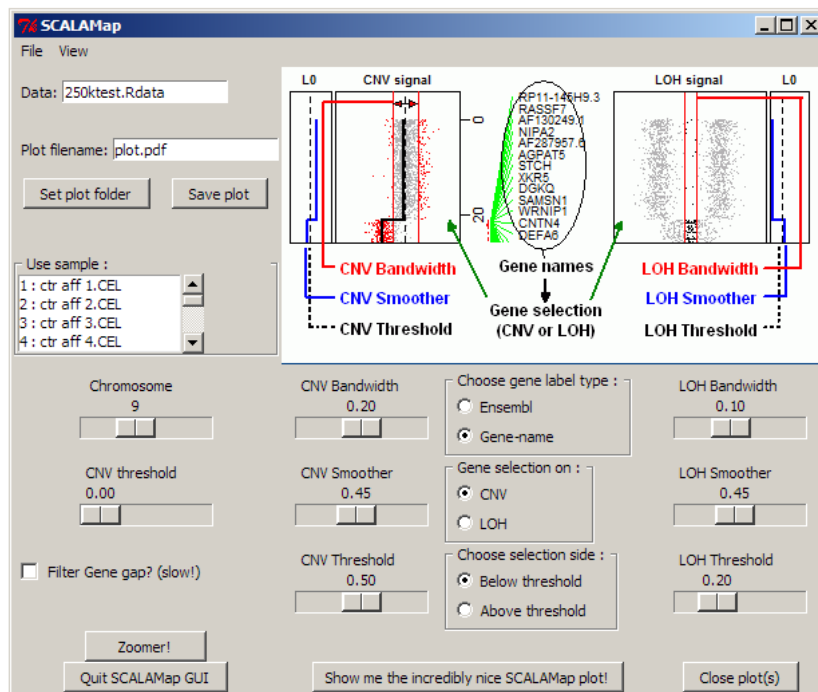 SCALAMap
File View
Data: 250ktest.Rdata
Plot filename: plot.pdf
Set plot folder Save plot
Use sample :
1 : ctr aff 1.CEL
2 : ctr aff 2.CEL
3 : ctr aff 3.CEL
4 : ctr aff 4.CEL
L0 CNV signal LOH signal L0
0
20
RP11-145H9.3
RASSF7
AF130249.1
NIPA2
AF287957.6
AGPAT5
STCH
XKR5
DGKQ
SAMSN1
WRNIP1
CNTN4
DEFA6
CNV Bandwidth Gene names LOH Bandwidth
CNV Smoother LOH Smoother
Gene selection
(CNV or LOH)
CNV Threshold LOH Threshold
Chromosome
9
CNV threshold
0.00
Filter Gene gap? (slow!)
CNV Bandwidth
0.20
CNV Smoother
0.45
CNV Threshold
0.50
Choose gene label type :
Ensembl
Gene-name
Gene selection on :
CNV
LOH
Choose selection side :
Below threshold
Above threshold
LOH Bandwidth
0.10
LOH Smoother
0.45
LOH Threshold
0.20
Zoomer!
Quit SCALAMap GUI Show me the incredibly nice SCALAMap plot! Close plot(s)